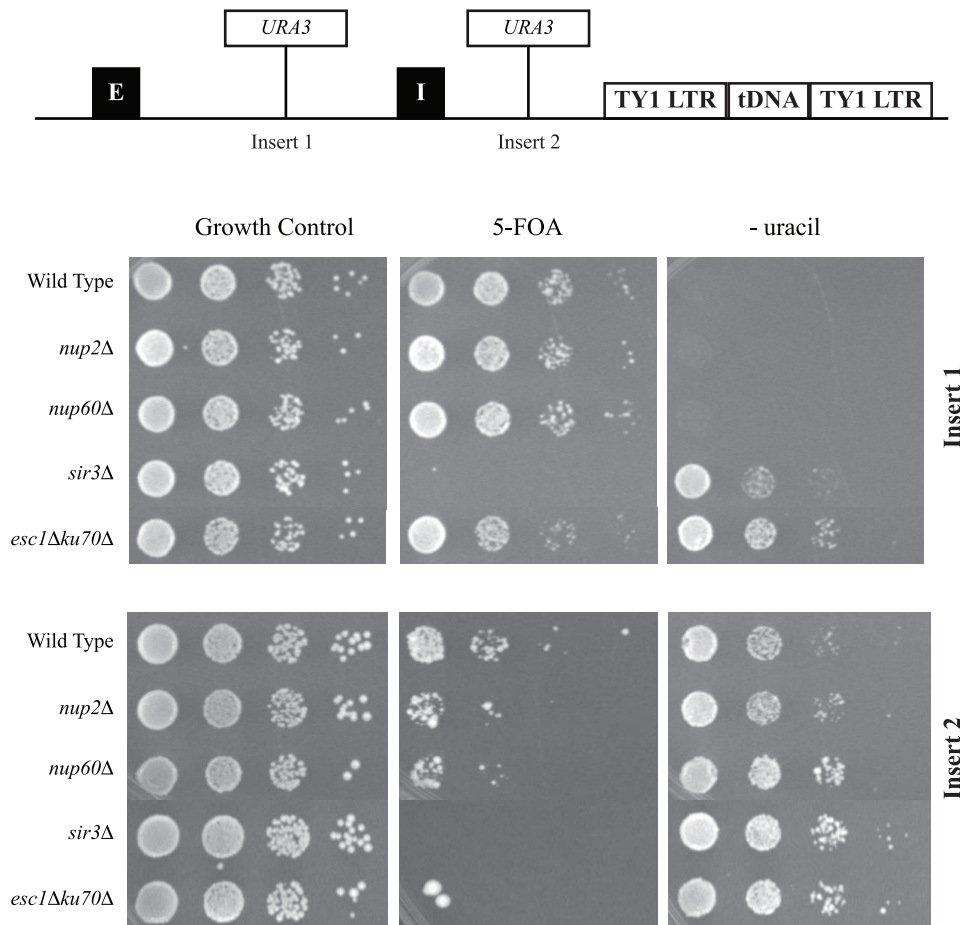 URA3 URA3
E I TY1 LTR tDNA TY1 LTR
Insert 1 Insert 2
Growth Control 5-FOA - uracil
Wild Type
nup2Δ
nup60Δ
sir3Δ
esc1Δku70Δ
Insert 1
Wild Type
nup2Δ
nup60Δ
sir3Δ
esc1Δku70Δ
Insert 2